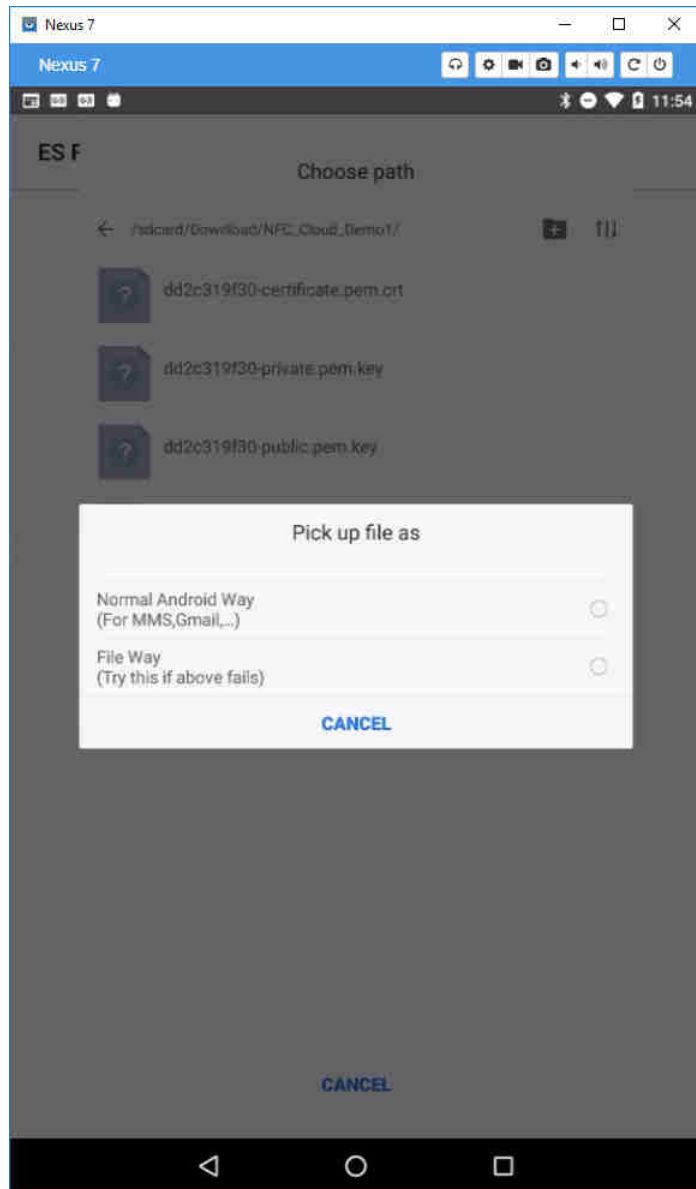 Nexus 7
Nexus 7
11:54
ES F
Choose path
/sdcard/Download/NFC_Cloud_Demo1/
dd2c319f30-certificate.pem.crt
dd2c319f30-private.pem.key
dd2c319f30-public.pem.key
Pick up file as
Normal Android Way
(For MMS,Gmail,...)
File Way
(Try this if above fails)
CANCEL
CANCEL